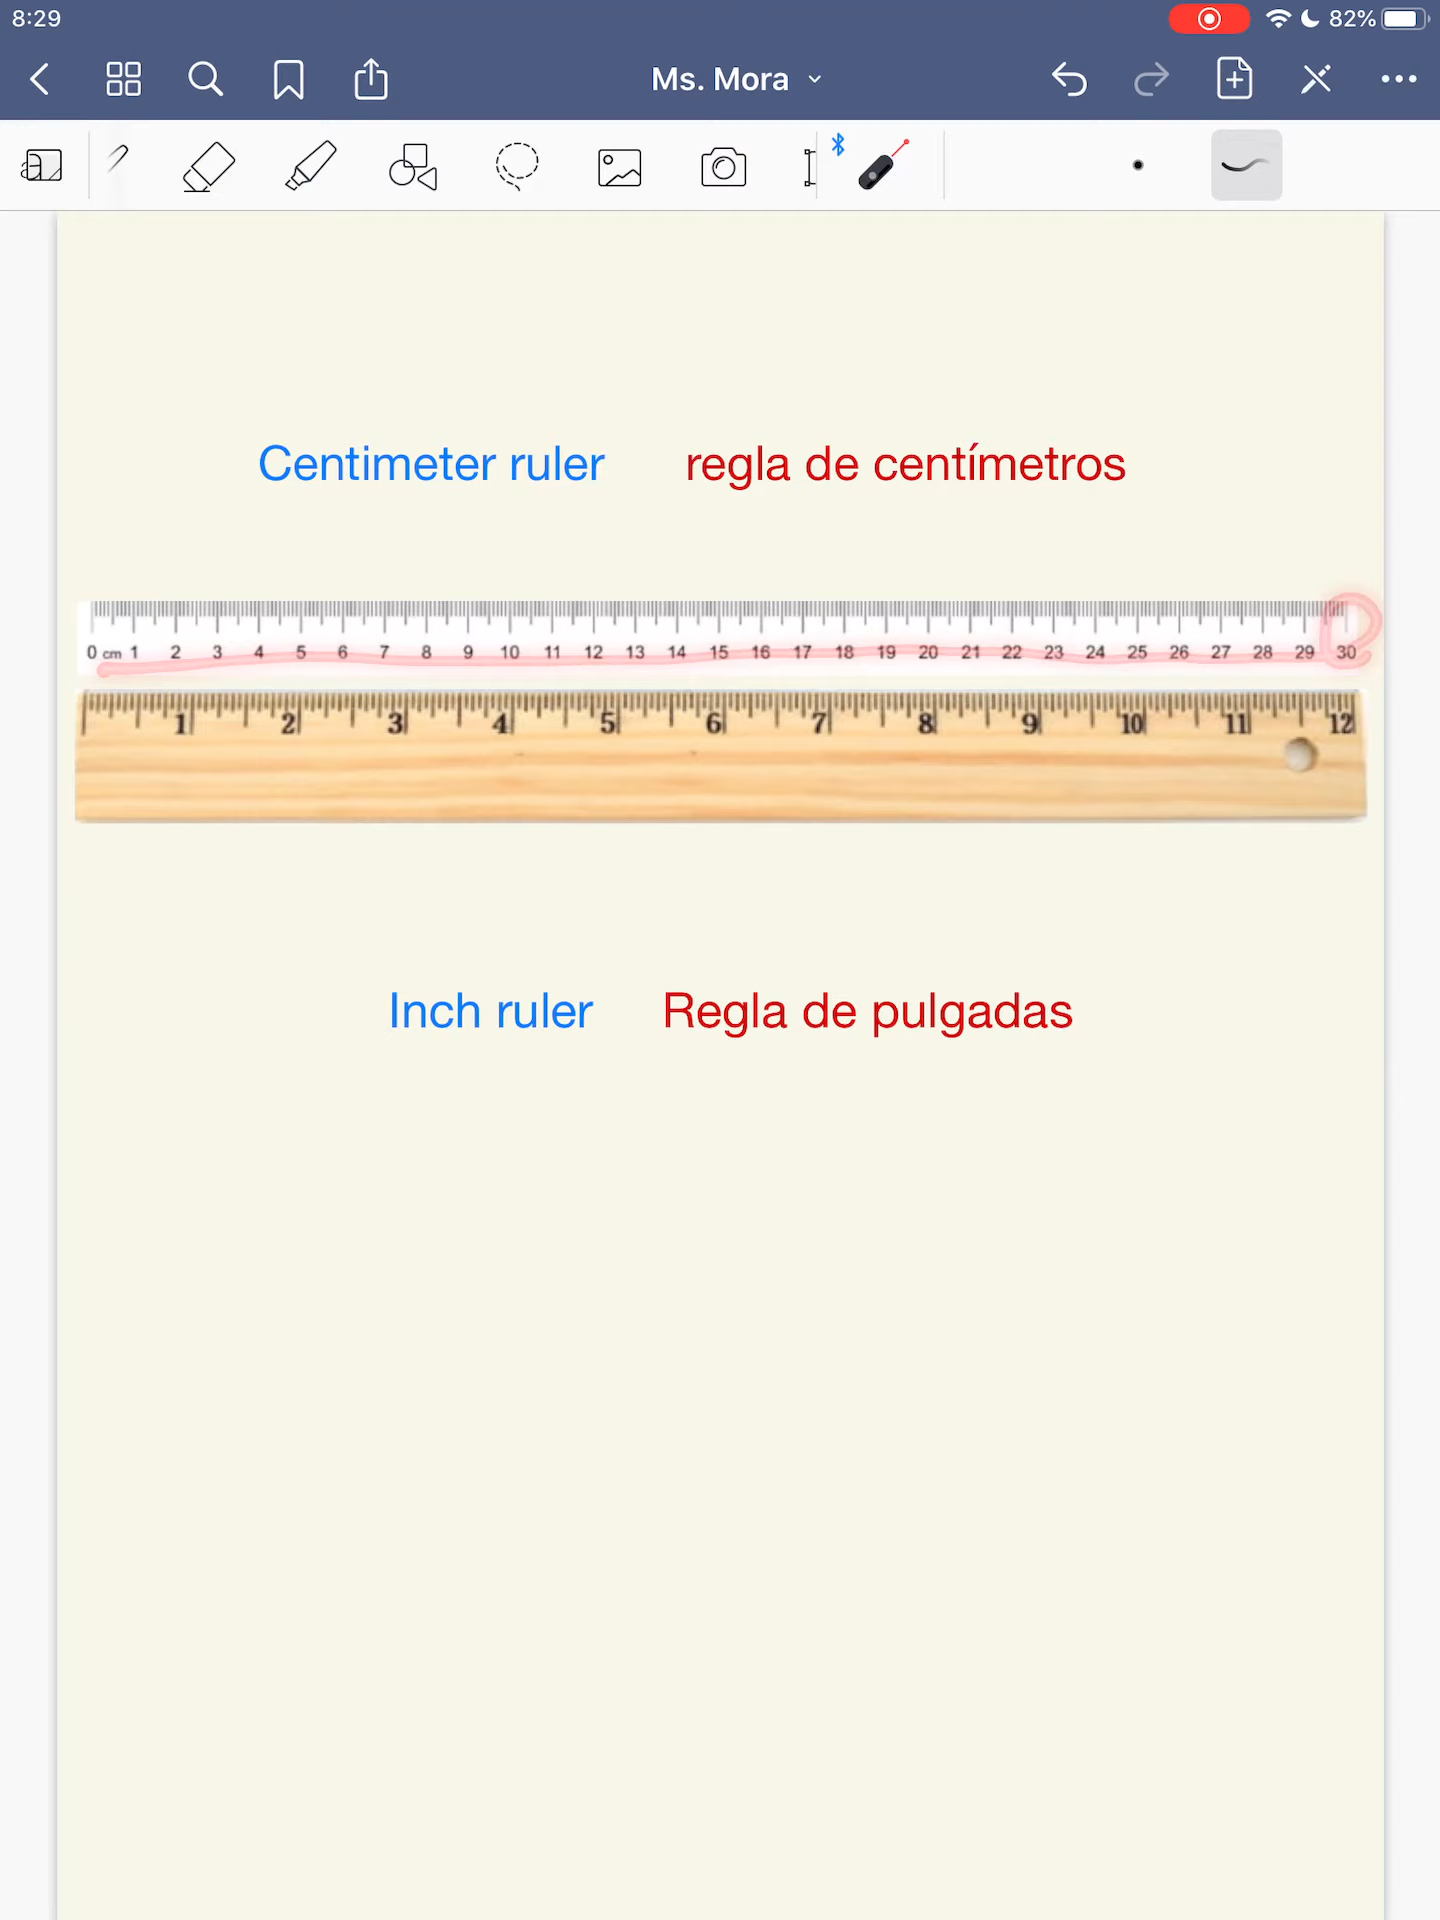 8:29
82%
Ms. Mora
Centimeter ruler regla de centímetros
0 cm 1 2 3 4 5 6 7 8 9 10 11 12 13 14 15 16 17 18 19 20 21 22 23 24 25 26 27 28 29 30
1 2 3 4 5 6 7 8 9 10 11 12
Inch ruler Regla de pulgadas